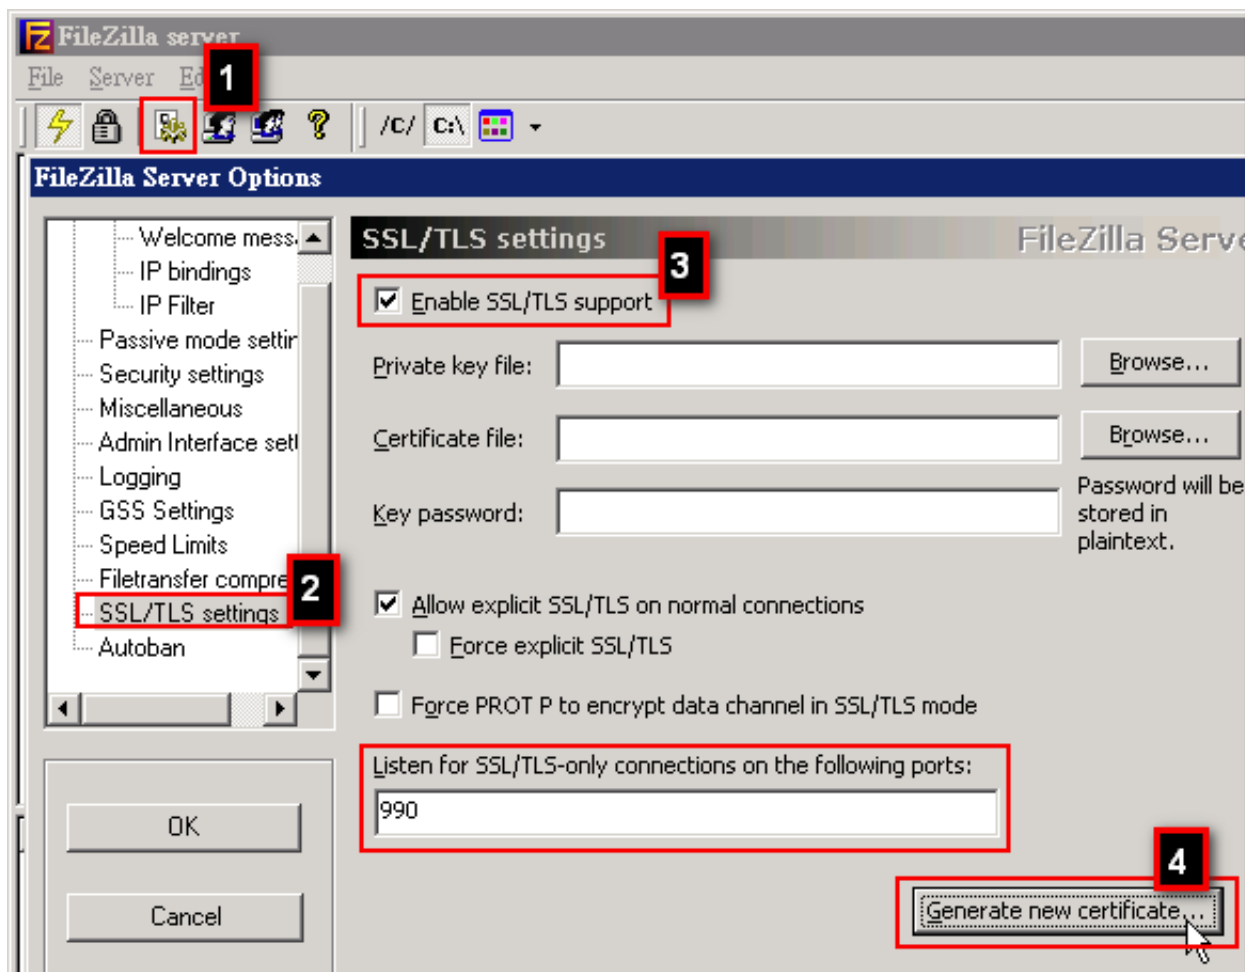 FileZilla server
File Server Ed
1
/C/ C:\
FileZilla Server Options
Welcome mess
IP bindings
IP Filter
Passive mode settin
Security settings
Miscellaneous
Admin Interface sett
Logging
GSS Settings
Speed Limits
Filetransfer compre
2
SSL/TLS settings
Autoban
OK
Cancel
SSL/TLS settings
FileZilla Serve
3
Enable SSL/TLS support
Private key file:
Browse...
Certificate file:
Browse...
Key password:
Password will be
stored in
plaintext.
Allow explicit SSL/TLS on normal connections
Force explicit SSL/TLS
Force PROT P to encrypt data channel in SSL/TLS mode
Listen for SSL/TLS-only connections on the following ports:
990
4
Generate new certificate...